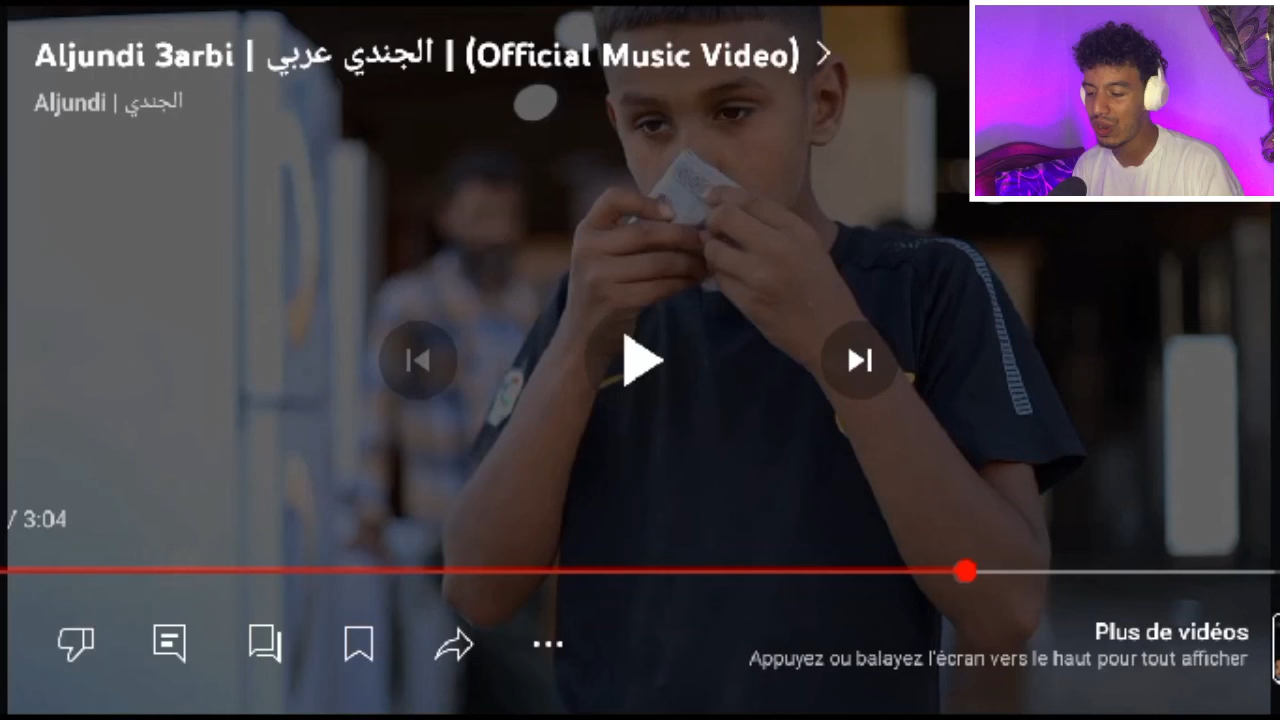 Aljundi 3arbi | الجندي عربي | (Official Music Video)
Aljundi | الجندي
/ 3:04
Plus de vidéos
Appuyez ou balayez l'écran vers le haut pour tout afficher